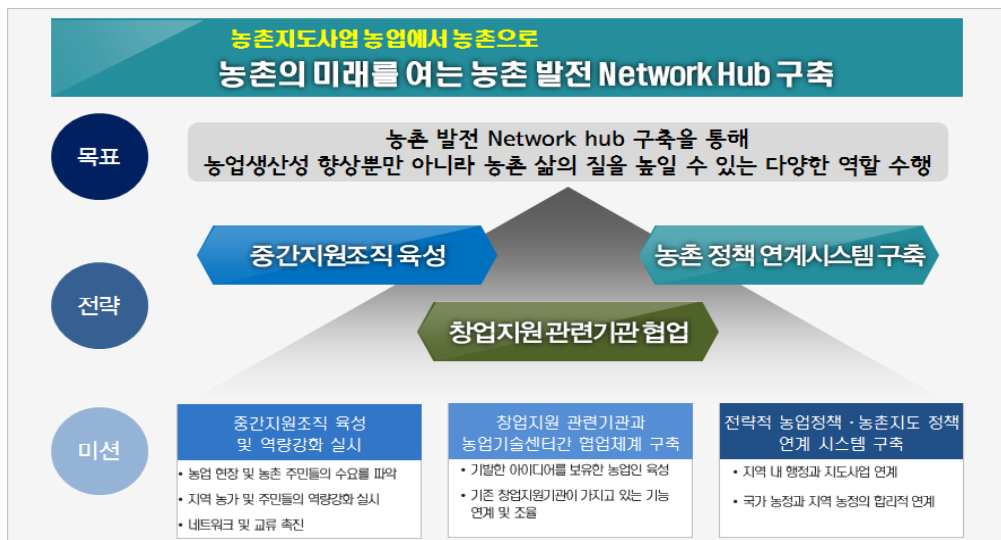 농촌지도사업 농업에서 농촌으로
농촌의 미래를 여는 농촌 발전 Network Hub 구축
목표
농촌 발전 Network hub 구축을 통해
농업생산성 향상뿐만 아니라 농촌 삶의 질을 높일 수 있는 다양한 역할 수행
전략
중간지원조직 육성
농촌 정책 연계시스템 구축
창업지원 관련기관 협업
미션
중간지원조직 육성
및 역량강화 실시
• 농업 현장 및 농촌 주민들의 수요를 파악
• 지역 농가 및 주민들의 역량강화 실시
• 네트워크 및 교류 촉진
창업지원 관련기관과
농업기술센터간 협업체계 구축
• 기발한 아이디어를 보유한 농업인 육성
• 기존 창업지원기관이 가지고 있는 기능
연계 및 조율
전략적 농업정책 · 농촌지도 정책
연계 시스템 구축
• 지역 내 행정과 지도사업 연계
• 국가 농정과 지역 농정의 합리적 연계